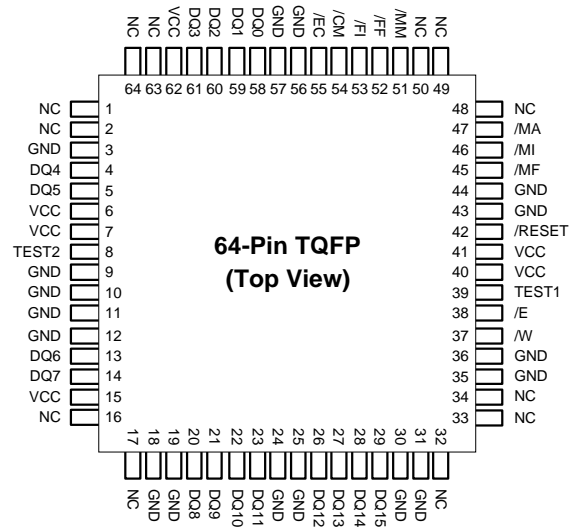 NC NC VCC DQ3 DQ2 DQ1 DQ0 GND GND /EC /CM /FI /FF /MM NC NC
64 63 62 61 60 59 58 57 56 55 54 53 52 51 50 49
NC 1
NC 2
GND 3
DQ4 4
DQ5 5
VCC 6
VCC 7
TEST2 8
GND 9
GND 10
GND 11
GND 12
DQ6 13
DQ7 14
VCC 15
NC 16
64-Pin TQFP
(Top View)
48 NC
47 /MA
46 /MI
45 /MF
44 GND
43 GND
42 /RESET
41 VCC
40 VCC
39 TEST1
38 /E
37 /W
36 GND
35 GND
34 NC
33 NC
17 18 19 20 21 22 23 24 25 26 27 28 29 30 31 32
NC GND GND DQ8 DQ9 DQ10 DQ11 GND GND DQ12 DQ13 DQ14 DQ15 GND GND NC